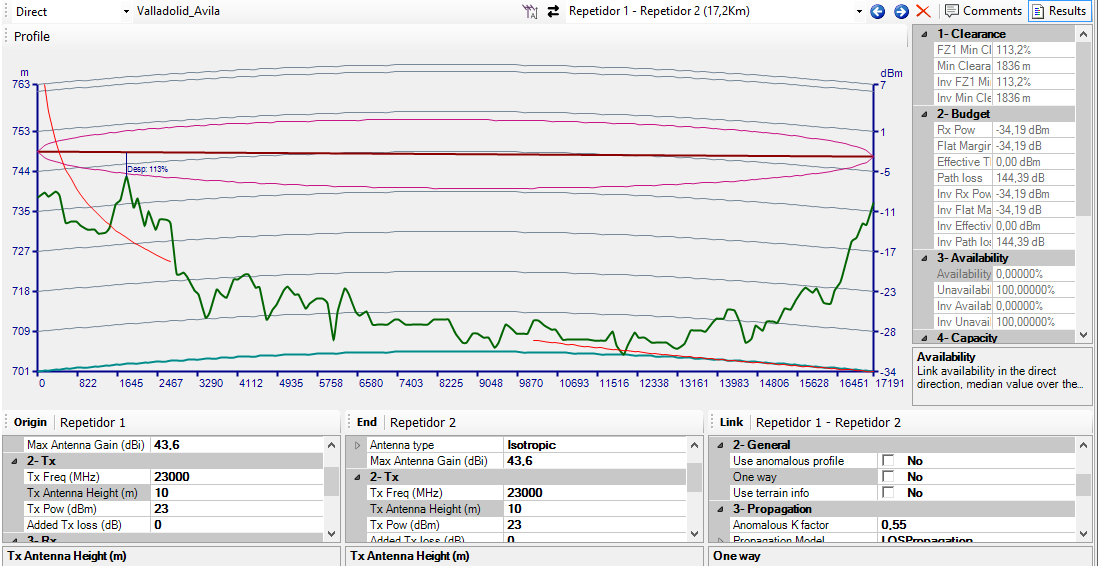 Direct Valladolid_Avila Repetidor 1 - Repetidor 2 (17,2Km) Comments Results
Profile
m
dBm
763
753
744
735
727
718
709
701
7
1
-5
-11
-17
-23
-28
-34
Desp: 113%
0 822 1645 2467 3290 4112 4935 5758 6580 7403 8225 9048 9870 10693 11516 12338 13161 13983 14806 15628 16451 17191
1- Clearance
FZ1 Min Cl 113,2%
Min Cleara 1836 m
Inv FZ1 Mi 113,2%
Inv Min Cle 1836 m
2- Budget
Rx Pow -34,19 dBm
Flat Margin -34,19 dB
Effective Tl 0,00 dBm
Path loss 144,39 dB
Inv Rx Pow -34,19 dBm
Inv Flat Ma -34,19 dB
Inv Effectiv 0,00 dBm
Inv Path los 144,39 dB
3- Availability
Availability 0,00000%
Unavailabi 100,00000%
Inv Availab 0,00000%
Inv Unavail 100,00000%
4- Capacity
Availability
Link availability in the direct
direction, median value over the...
Origin Repetidor 1
Max Antenna Gain (dBi) 43,6
2- Tx
Tx Freq (MHz) 23000
Tx Antenna Height (m) 10
Tx Pow (dBm) 23
Added Tx loss (dB) 0
3- Rx
Tx Antenna Height (m)
End Repetidor 2
Antenna type Isotropic
Max Antenna Gain (dBi) 43,6
2- Tx
Tx Freq (MHz) 23000
Tx Antenna Height (m) 10
Tx Pow (dBm) 23
Added Tx loss (dB) 0
Tx Antenna Height (m)
Link Repetidor 1 - Repetidor 2
2- General
Use anomalous profile No
One way No
Use terrain info No
3- Propagation
Anomalous K factor 0,55
Propagation Model LOSPropagation
One way